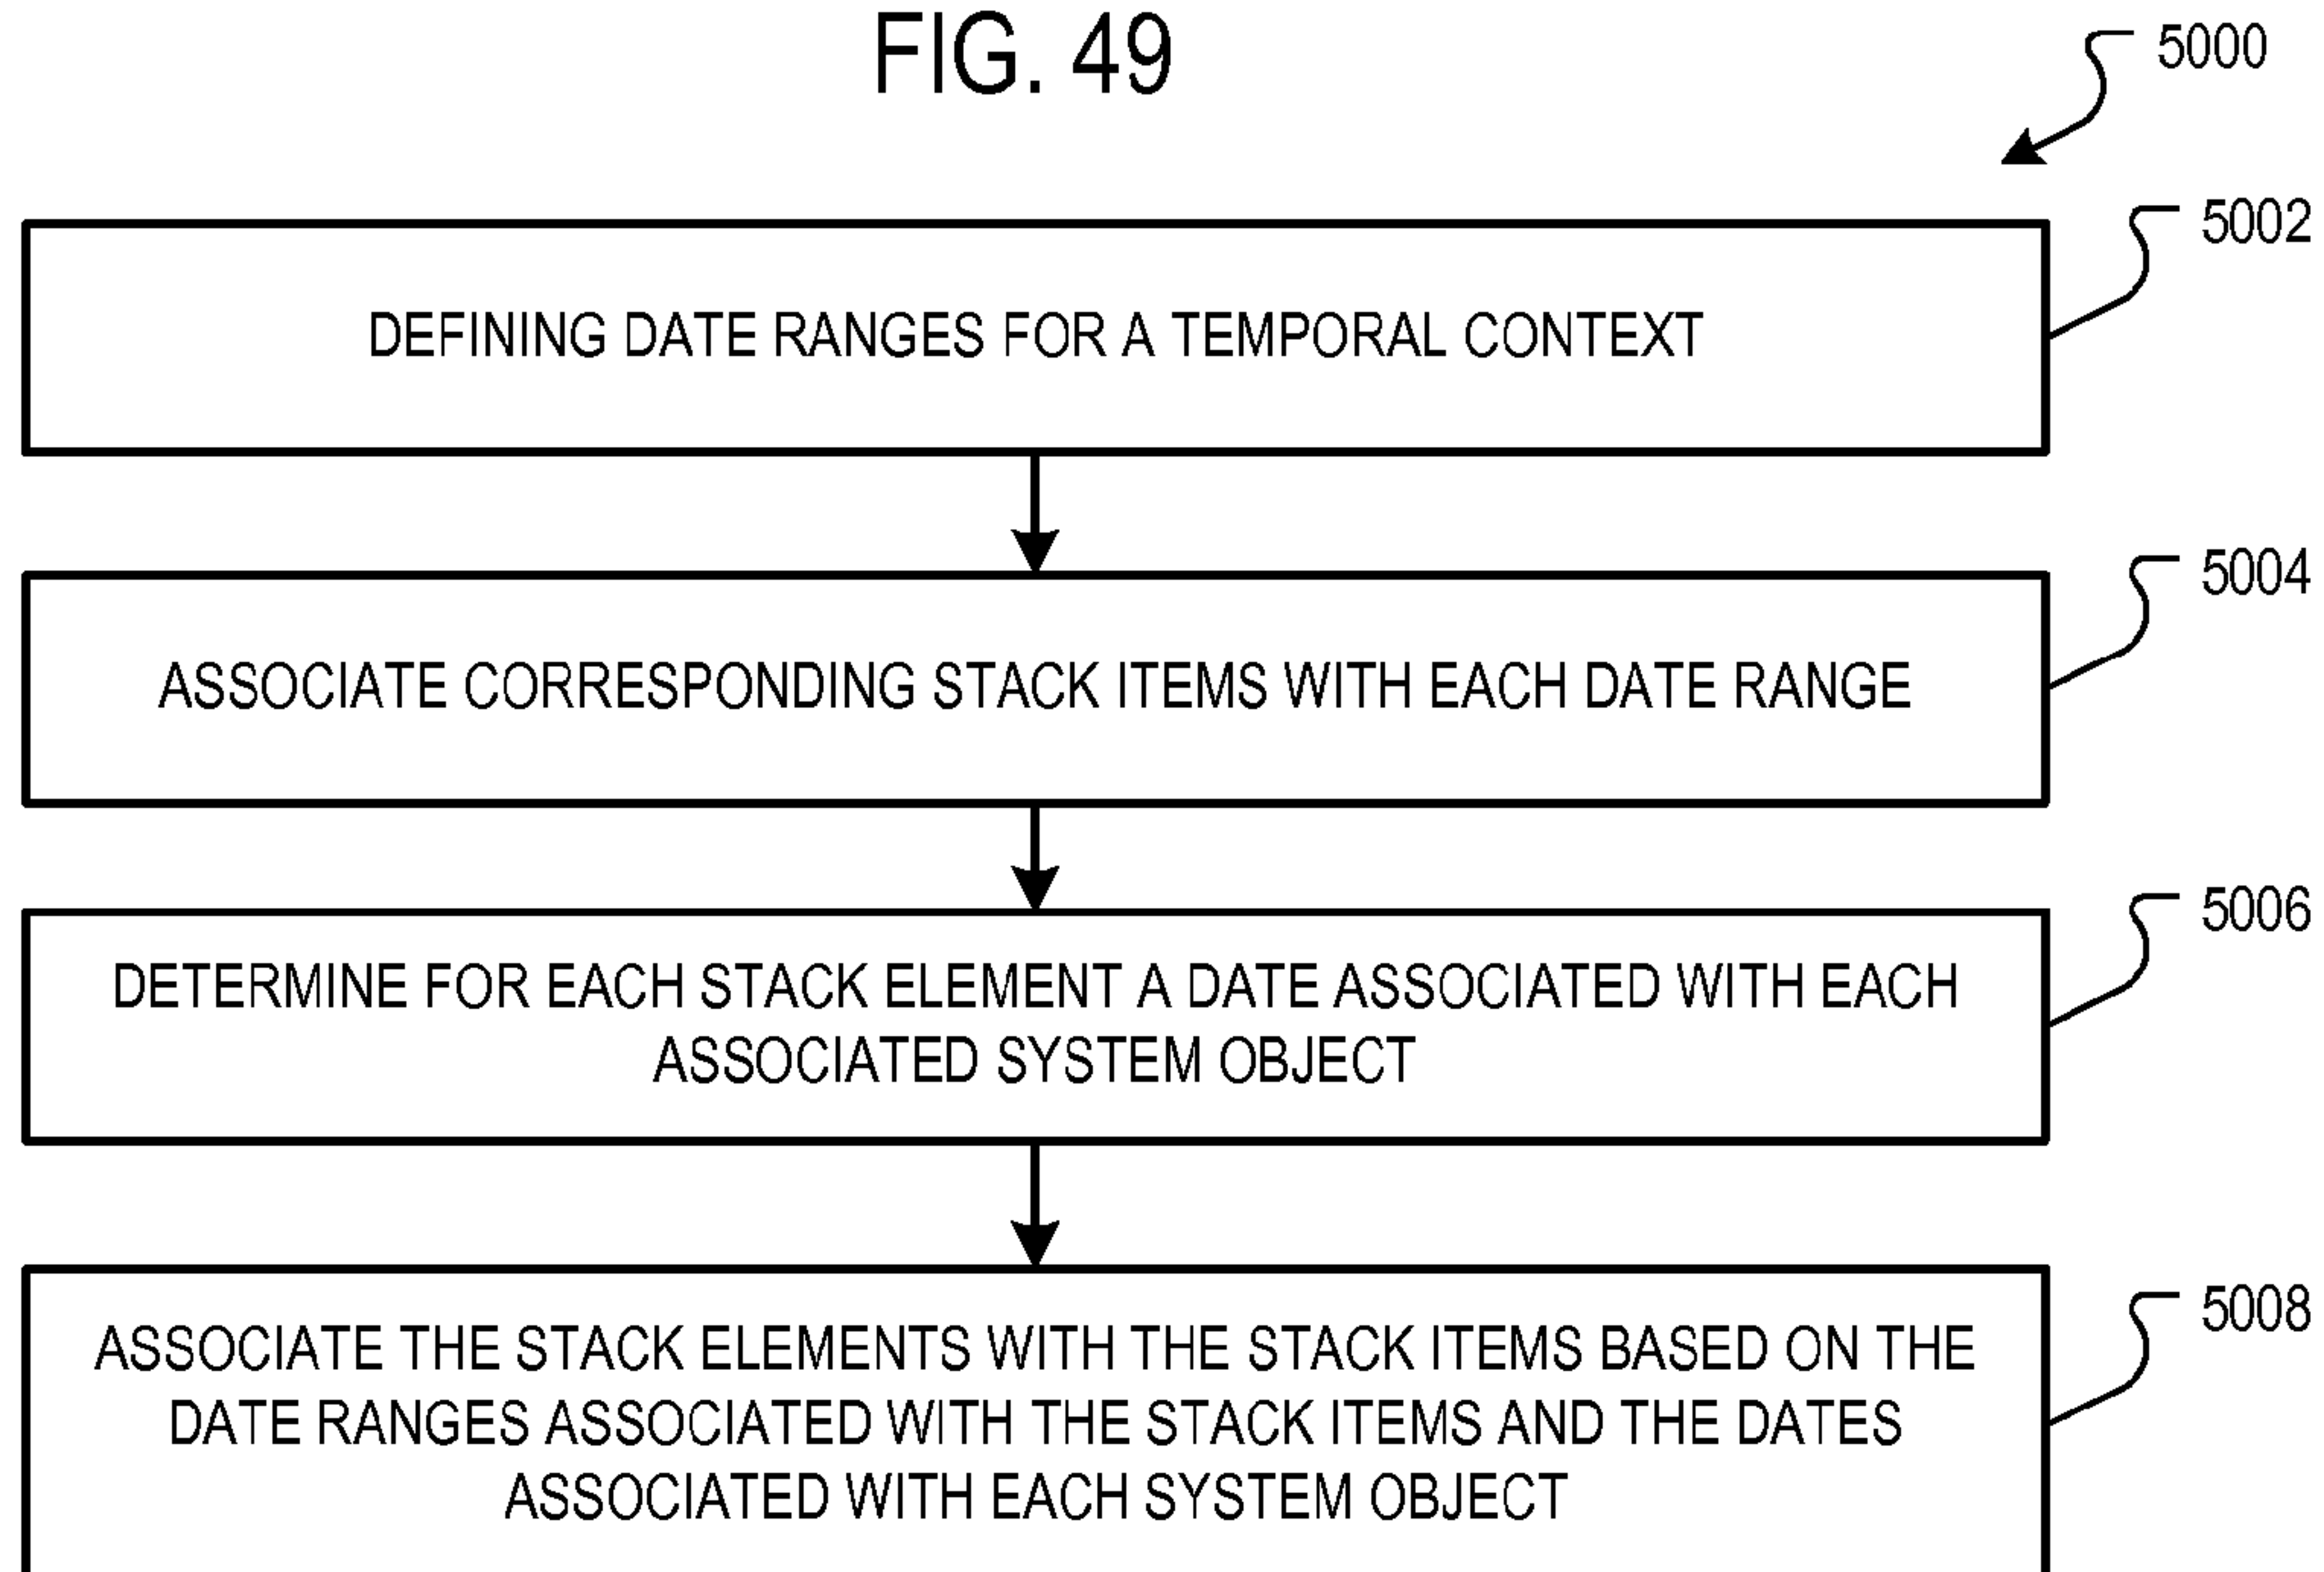 FIG. 49
5000
5002
DEFINING DATE RANGES FOR A TEMPORAL CONTEXT
5004
ASSOCIATE CORRESPONDING STACK ITEMS WITH EACH DATE RANGE
5006
DETERMINE FOR EACH STACK ELEMENT A DATE ASSOCIATED WITH EACH
ASSOCIATED SYSTEM OBJECT
5008
ASSOCIATE THE STACK ELEMENTS WITH THE STACK ITEMS BASED ON THE
DATE RANGES ASSOCIATED WITH THE STACK ITEMS AND THE DATES
ASSOCIATED WITH EACH SYSTEM OBJECT